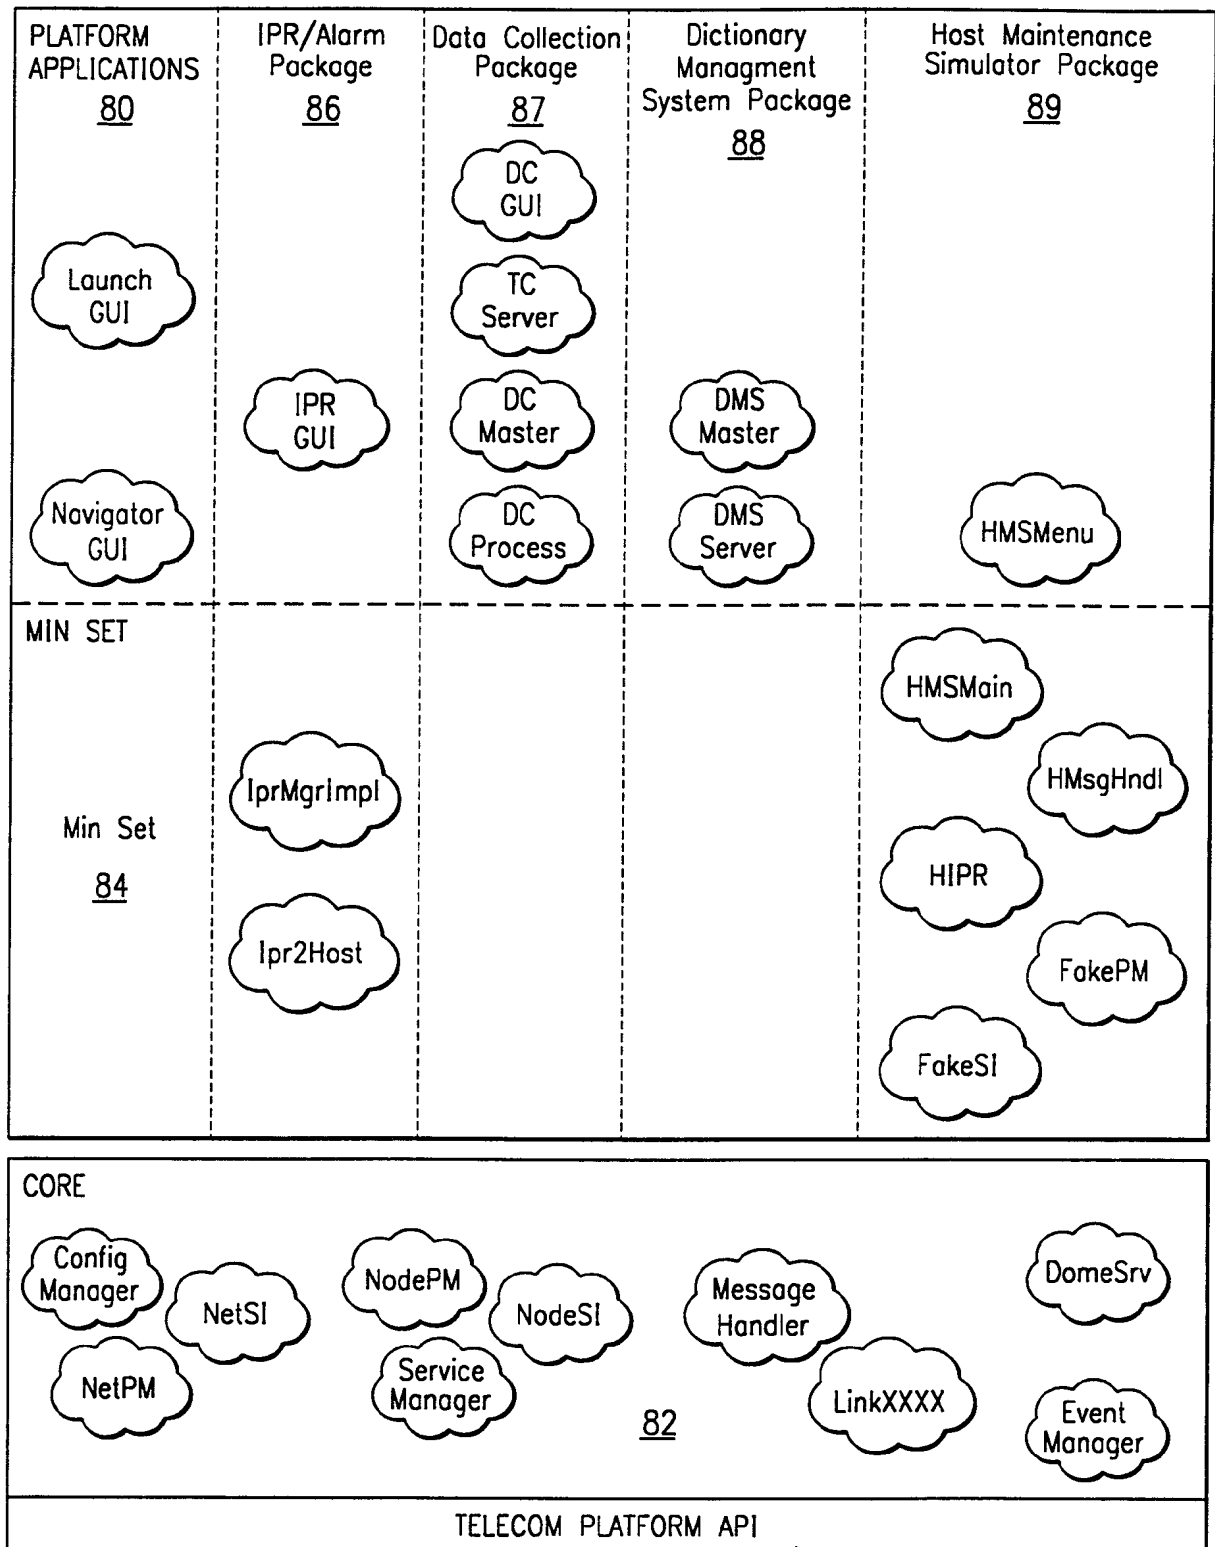 PLATFORM
APPLICATIONS
80
IPR/Alarm
Package
86
Data Collection
Package
87
Dictionary
Managment
System Package
88
Host Maintenance
Simulator Package
89
DC
GUI
Launch
GUI
TC
Server
IPR
GUI
DC
Master
DMS
Master
Navigator
GUI
DC
Process
DMS
Server
HMSMenu
MIN SET
Min Set
84
IprMgrImpl
Ipr2Host
HMSMain
HMsgHndl
HIPR
FakePM
FakeSI
CORE
Config
Manager
NetSI
NetPM
NodePM
NodeSI
Service
Manager
82
Message
Handler
LinkXXXX
DomeSrv
Event
Manager
TELECOM PLATFORM API